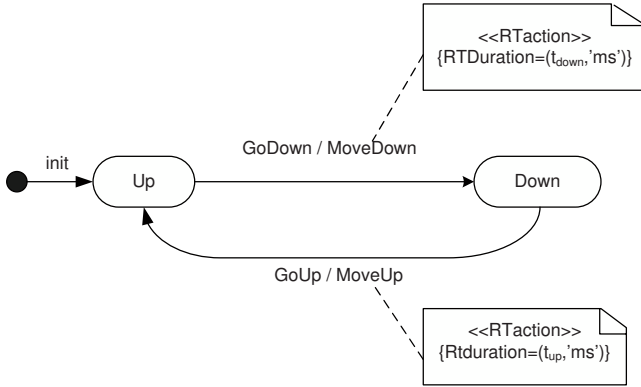 <<RTaction>>
{RTDuration=(tdown,'ms')}
GoDown / MoveDown
init
Up
Down
GoUp / MoveUp
<<RTaction>>
{Rtduration=(tup,'ms')}